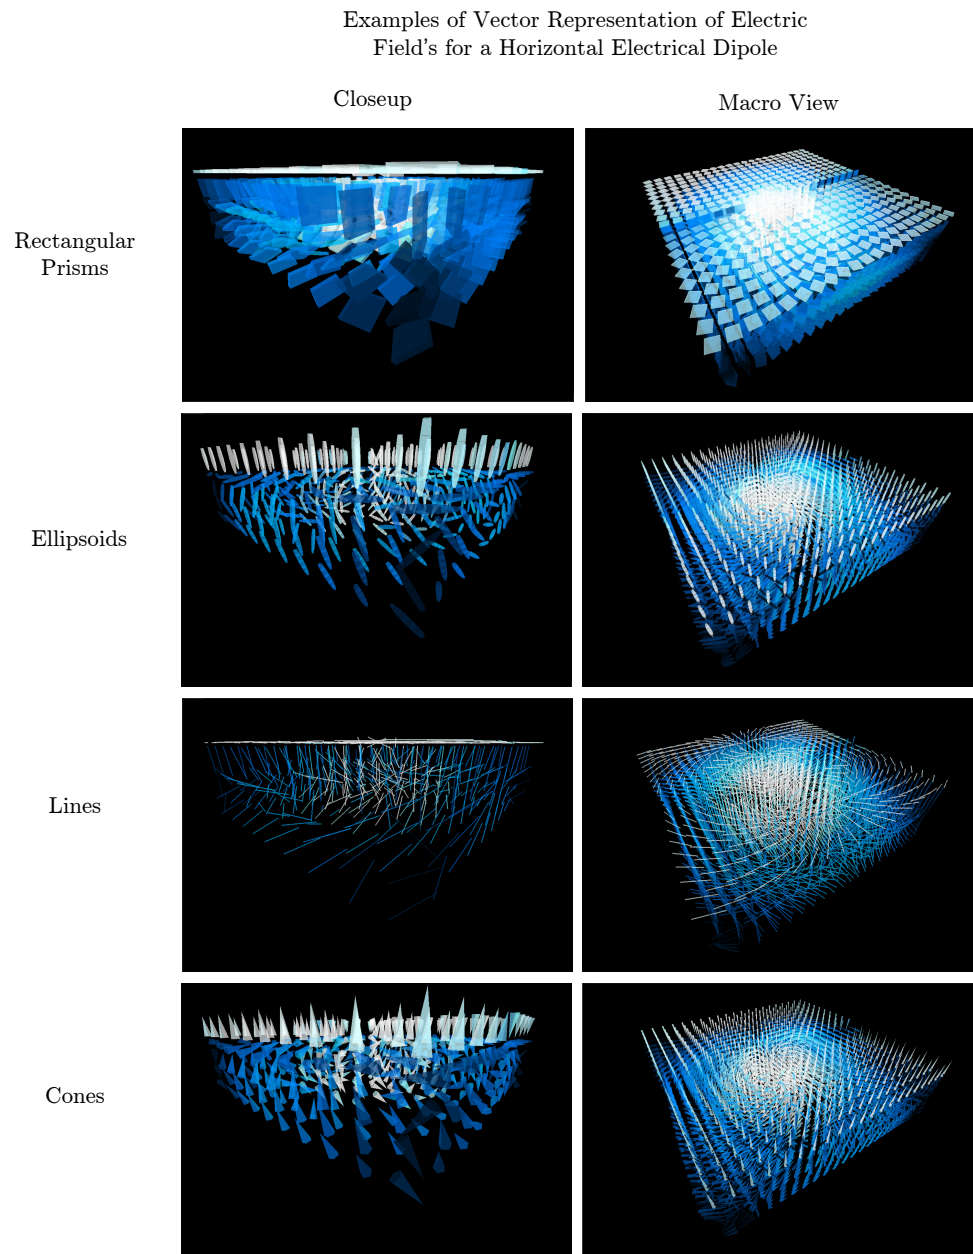 Examples of Vector Representation of Electric
Field's for a Horizontal Electrical Dipole
Closeup
Macro View
Rectangular
Prisms
Ellipsoids
Lines
Cones